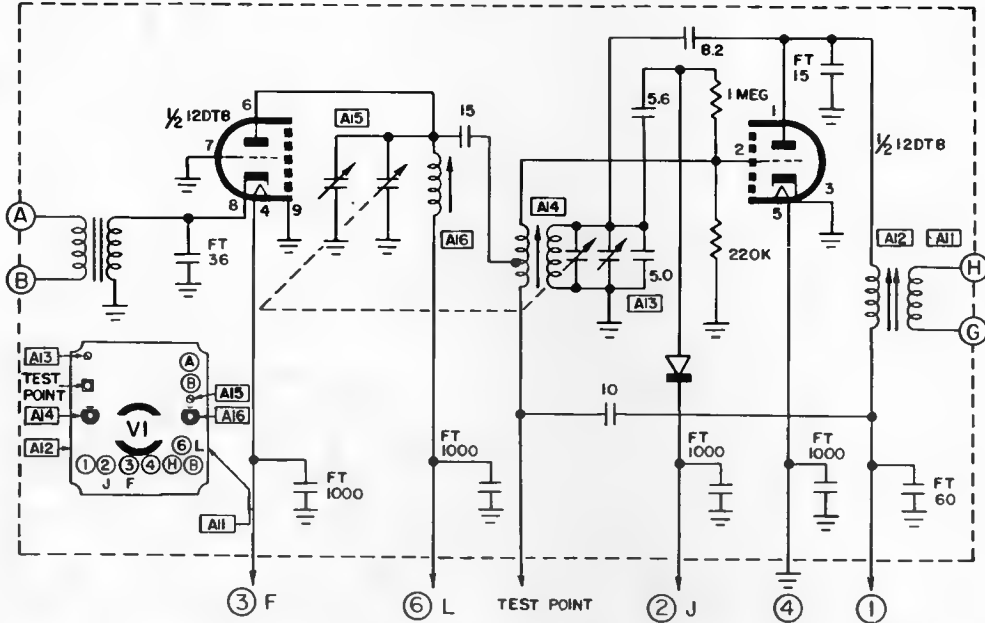 8.2
FT
15
6
½ 12DT8
A15
15
5.6
1 MEG
1
½ 12DT8
7
2
8
4
9
3
5
A
B
FT
36
A16
A14
220K
5.0
A13
A12
A11
H
G
A13
TEST
POINT
A14
A12
A
B
A15
A16
V1
6 L
1 2 3 4 H B
J F
A11
10
FT
1000
FT
1000
FT
1000
FT
1000
FT
60
3 F
6 L
TEST POINT
2 J
4
1